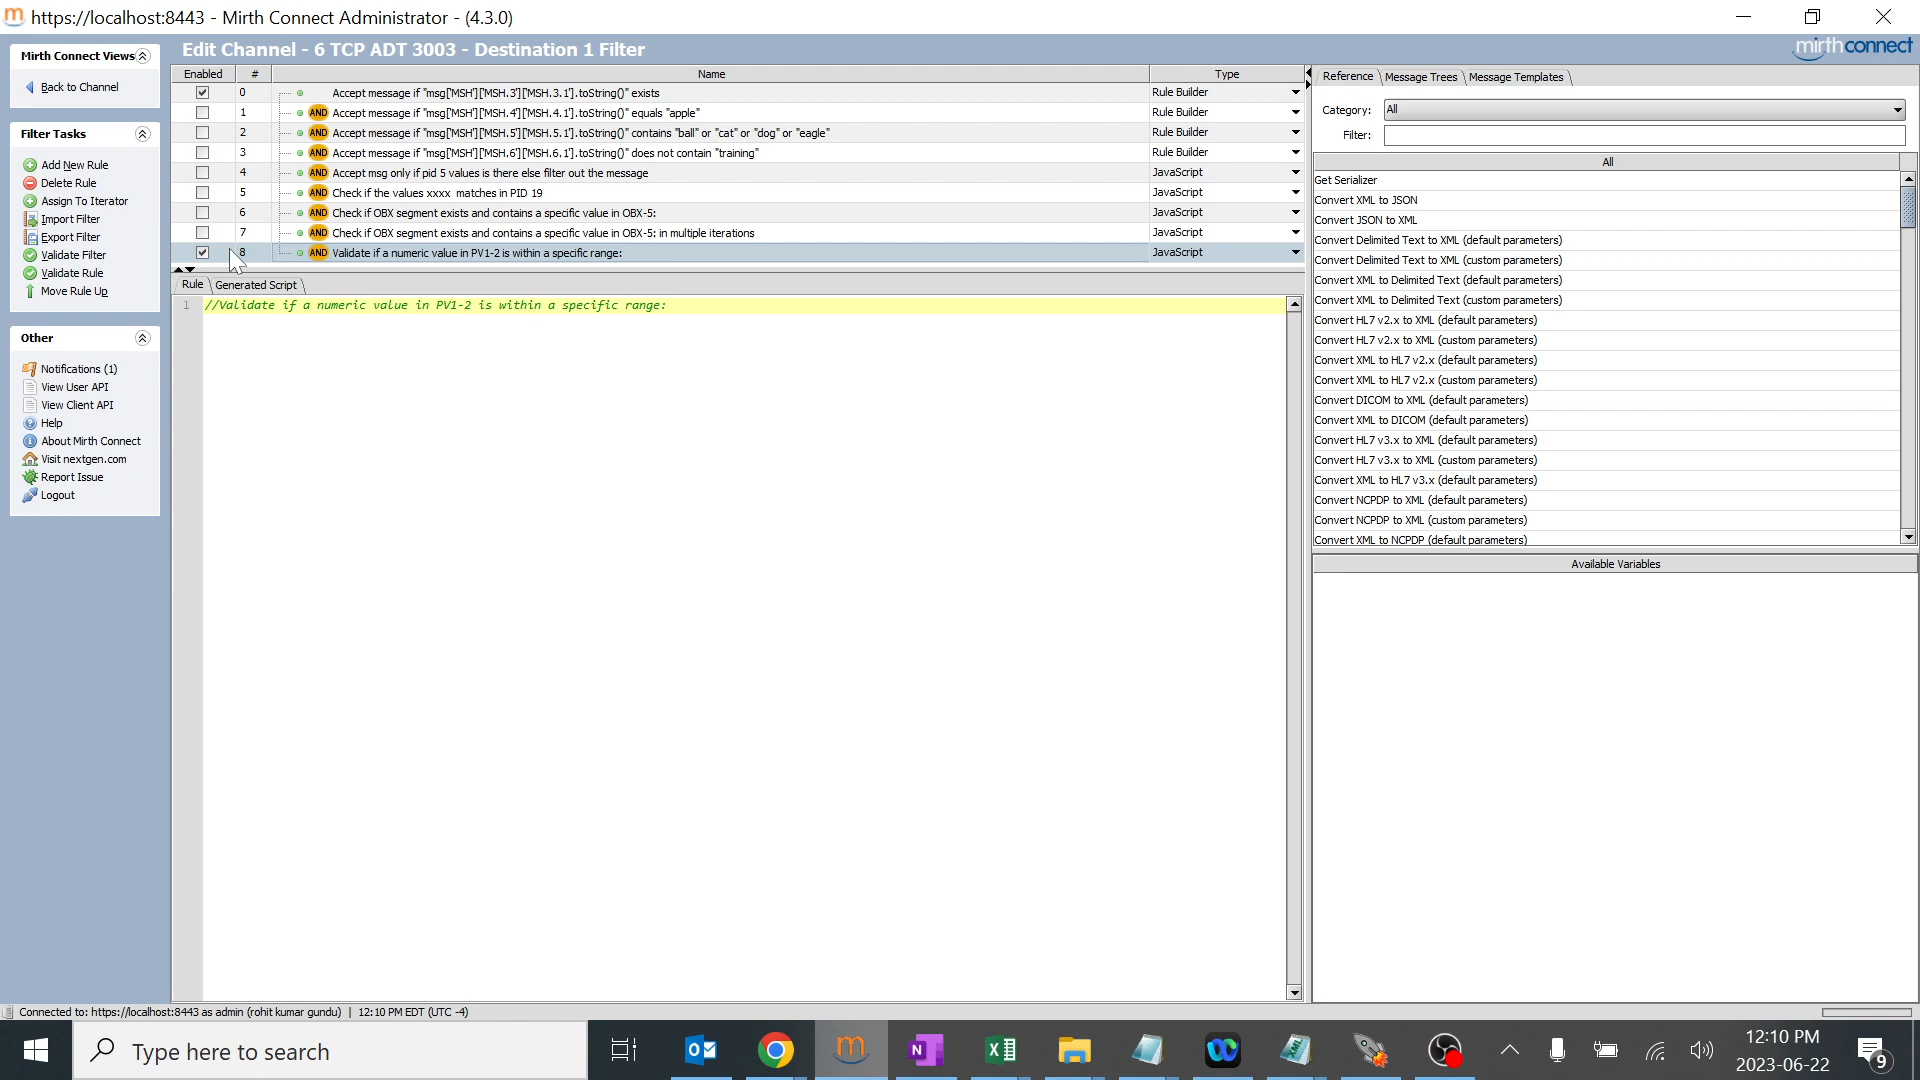 https://localhost:8443 - Mirth Connect Administrator - (4.3.0)
Mirth Connect Views
Back to Channel
Filter Tasks
Add New Rule
Delete Rule
Assign To Iterator
Import Filter
Export Filter
Validate Filter
Validate Rule
Move Rule Up
Other
Notifications (1)
View User API
View Client API
Help
About Mirth Connect
Visit nextgen.com
Report Issue
Logout
Edit Channel - 6 TCP ADT 3003 - Destination 1 Filter
mirthconnect
Enabled # Name Type
0 Accept message if "msg['MSH']['MSH.3']['MSH.3.1'].toString()" exists Rule Builder
1 AND Accept message if "msg['MSH']['MSH.4']['MSH.4.1'].toString()" equals "apple" Rule Builder
2 AND Accept message if "msg['MSH']['MSH.5']['MSH.5.1'].toString()" contains "ball" or "cat" or "dog" or "eagle" Rule Builder
3 AND Accept message if "msg['MSH']['MSH.6']['MSH.6.1'].toString()" does not contain "training" Rule Builder
4 AND Accept msg only if pid 5 values is there else filter out the message JavaScript
5 AND Check if the values xxxx matches in PID 19 JavaScript
6 AND Check if OBX segment exists and contains a specific value in OBX-5: JavaScript
7 AND Check if OBX segment exists and contains a specific value in OBX-5: in multiple iterations JavaScript
8 AND Validate if a numeric value in PV1-2 is within a specific range: JavaScript
Rule Generated Script
1 //Validate if a numeric value in PV1-2 is within a specific range:
Reference Message Trees Message Templates
Category: All
Filter:
All
Get Serializer
Convert XML to JSON
Convert JSON to XML
Convert Delimited Text to XML (default parameters)
Convert Delimited Text to XML (custom parameters)
Convert XML to Delimited Text (default parameters)
Convert XML to Delimited Text (custom parameters)
Convert HL7 v2.x to XML (default parameters)
Convert HL7 v2.x to XML (custom parameters)
Convert XML to HL7 v2.x (default parameters)
Convert XML to HL7 v2.x (custom parameters)
Convert DICOM to XML (default parameters)
Convert XML to DICOM (default parameters)
Convert HL7 v3.x to XML (default parameters)
Convert HL7 v3.x to XML (custom parameters)
Convert XML to HL7 v3.x (default parameters)
Convert NCPDP to XML (default parameters)
Convert NCPDP to XML (custom parameters)
Convert XML to NCPDP (default parameters)
Available Variables
Connected to: https://localhost:8443 as admin (rohit kumar gundu) | 12:10 PM EDT (UTC -4)
Type here to search
12:10 PM
2023-06-22
9